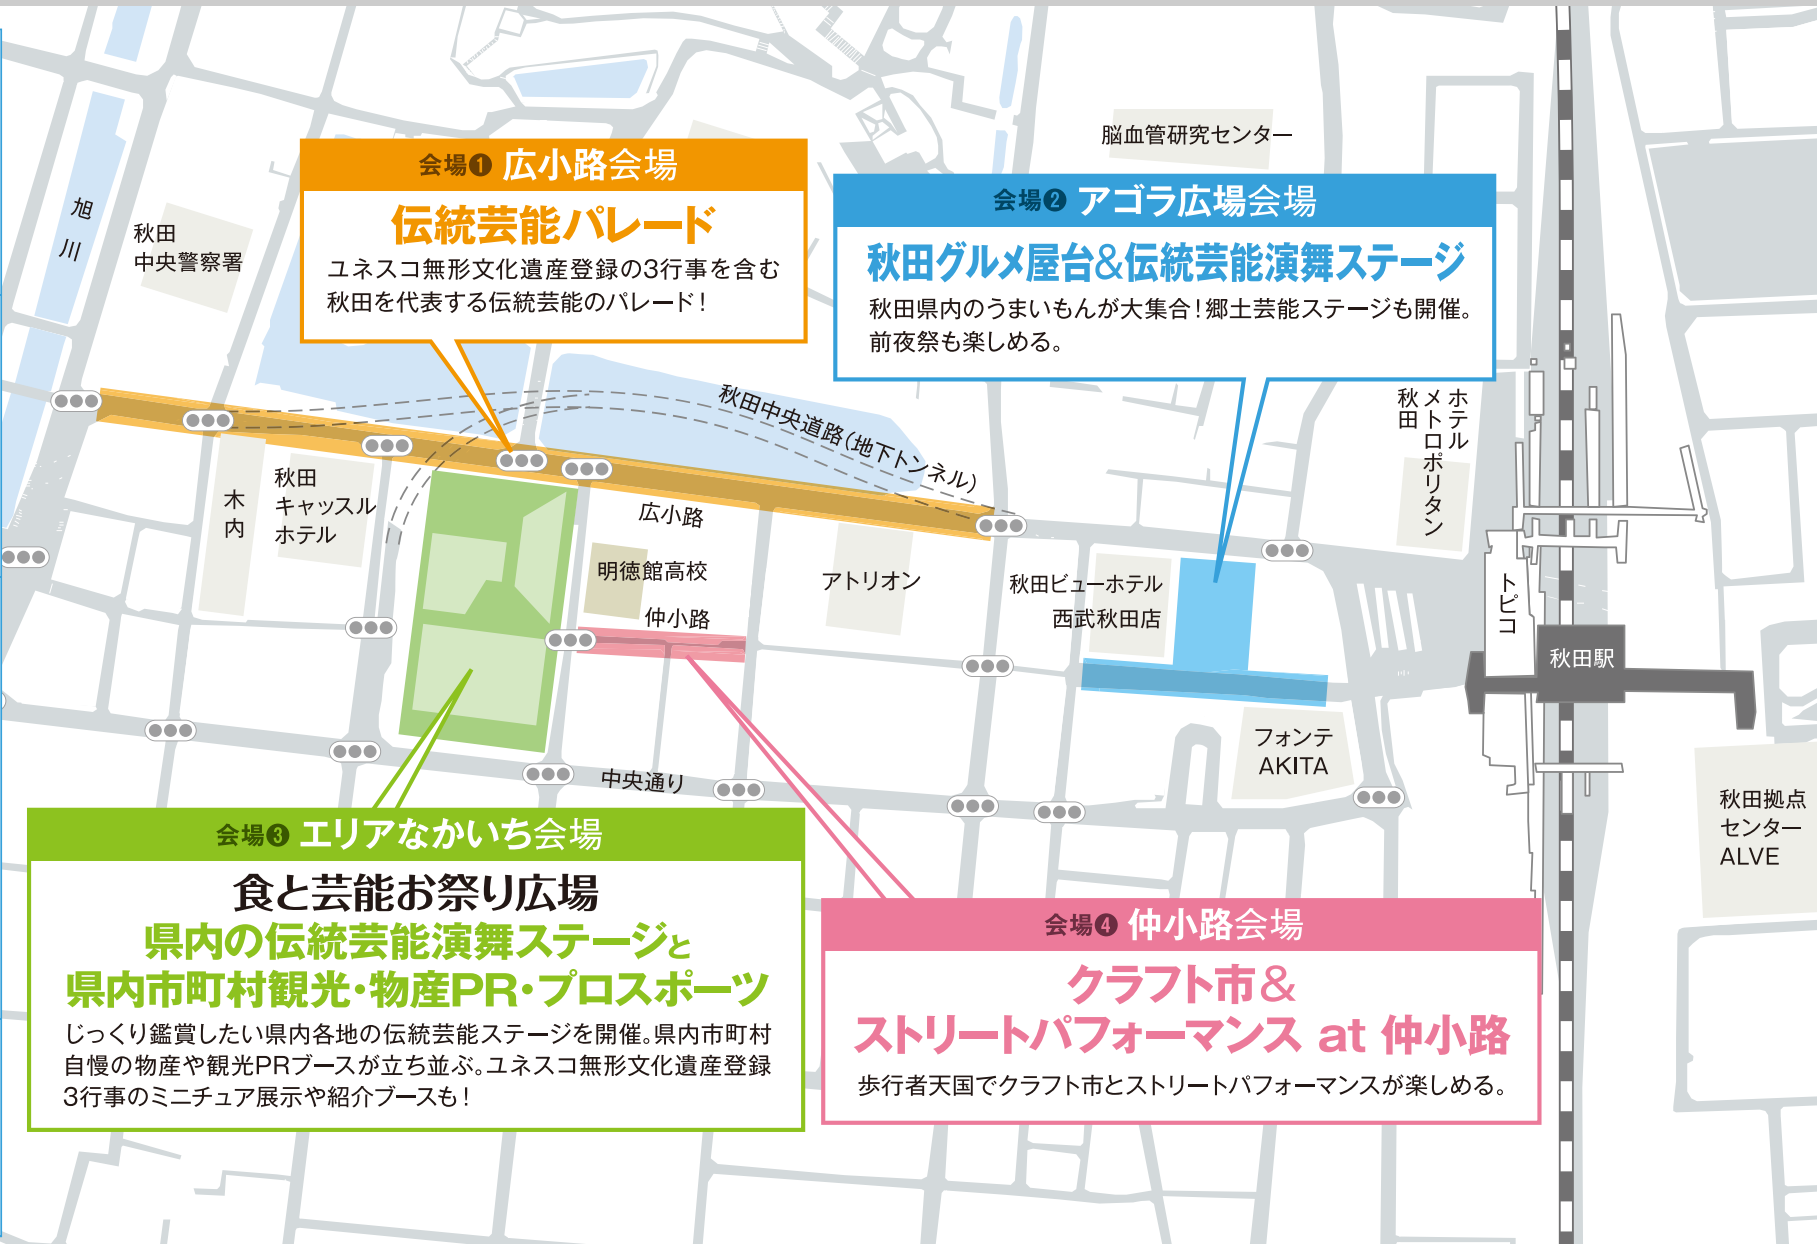 会場❶ 広小路会場
伝統芸能パレード
ユネスコ無形文化遺産登録の3行事を含む
秋田を代表する伝統芸能のパレード！
会場❷ アゴラ広場会場
秋田グルメ屋台&伝統芸能演舞ステージ
秋田県内のうまいもんが大集合！郷土芸能ステージも開催。
前夜祭も楽しめる。
脳血管研究センター
旭川
秋田
中央警察署
秋田中央道路（地下トンネル）
ホテル
メトロポリタン
秋田
木内
秋田
キャッスル
ホテル
広小路
明徳館高校
仲小路
アトリオン
秋田ビューホテル
西武秋田店
トピコ
秋田駅
フォンテ
AKITA
中央通り
秋田拠点
センター
ALVE
会場❸ エリアなかいち会場
食と芸能お祭り広場
県内の伝統芸能演舞ステージと
県内市町村観光・物産PR・プロスポーツ
じっくり鑑賞したい県内各地の伝統芸能ステージを開催。県内市町村
自慢の物産や観光PRブースが立ち並ぶ。ユネスコ無形文化遺産登録
3行事のミニチュア展示や紹介ブースも！
会場❹ 仲小路会場
クラフト市&
ストリートパフォーマンス at 仲小路
歩行者天国でクラフト市とストリートパフォーマンスが楽しめる。